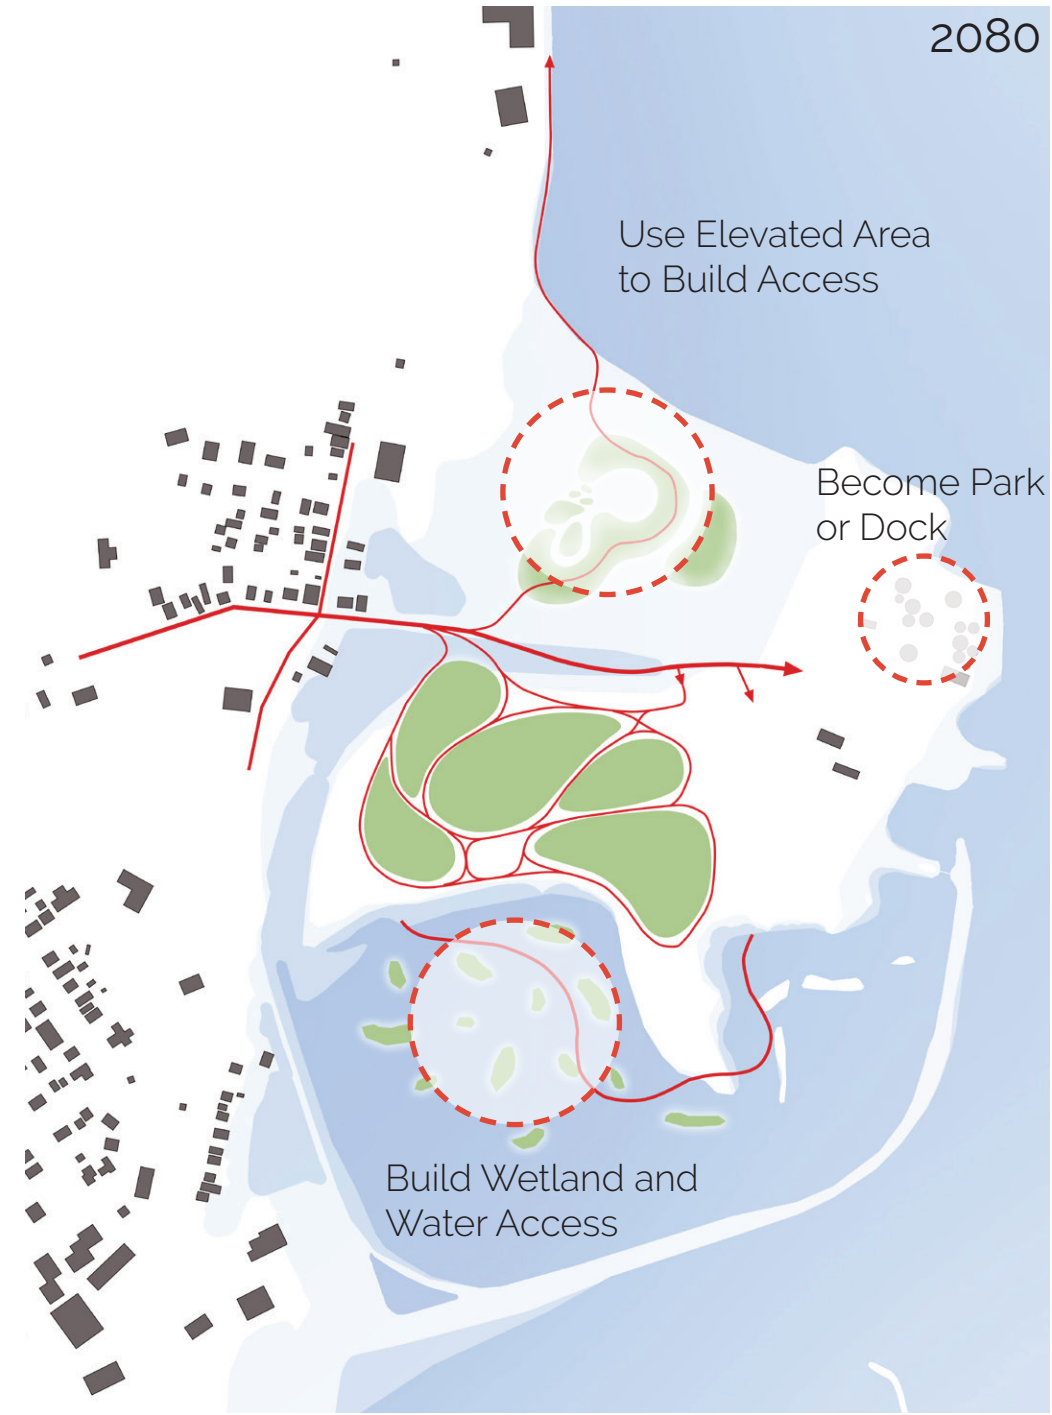 2080
Use Elevated Area
to Build Access
Become Park
or Dock
Build Wetland and
Water Access